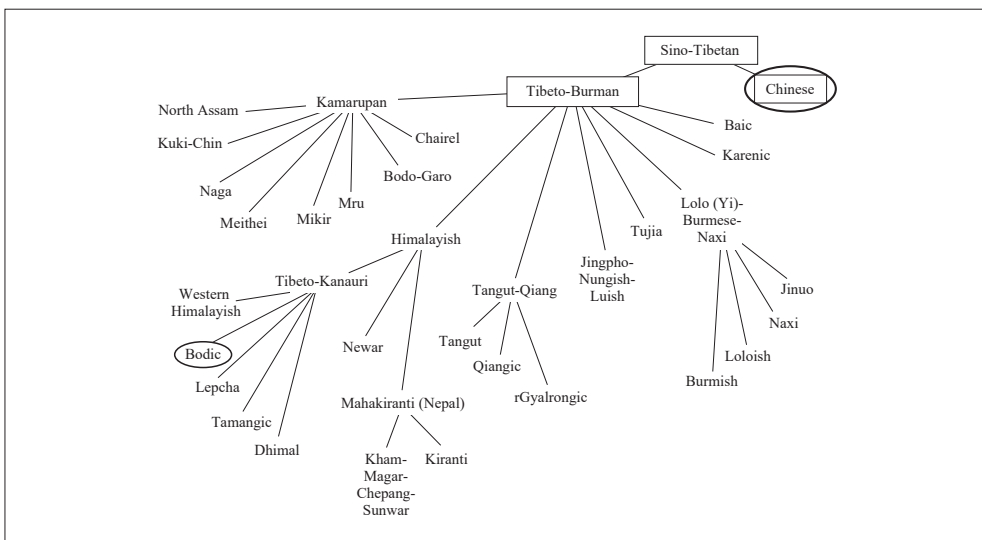 Sino-Tibetan
Chinese
Tibeto-Burman
Kamarupan
North Assam
Kuki-Chin
Naga
Meithei
Mikir
Mru
Bodo-Garo
Chairel
Baic
Karenic
Lolo (Yi)-
Burmese-
Naxi
Tujia
Jingpho-
Nungish-
Luish
Himalayish
Tangut-Qiang
Tibeto-Kanauri
Western
Himalayish
Bodic
Lepcha
Tamangic
Dhimal
Newar
Mahakiranti (Nepal)
Kham-
Magar-
Chepang-
Sunwar
Kiranti
Tangut
Qiangic
rGyalrongic
Burmish
Loloish
Naxi
Jinuo